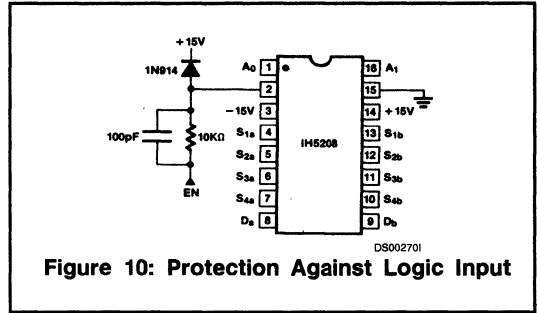 +15V
1N914
100pF
10KΩ
EN
A₀ 1
2
−15V 3
S₁ₐ 4
S₂ₐ 5
S₃ₐ 6
S₄ₐ 7
Dₐ 8
IH5208
16 A₁
15
14 +15V
13 S1b
12 S2b
11 S3b
10 S4b
9 Db
DS00270I
Figure 10: Protection Against Logic Input